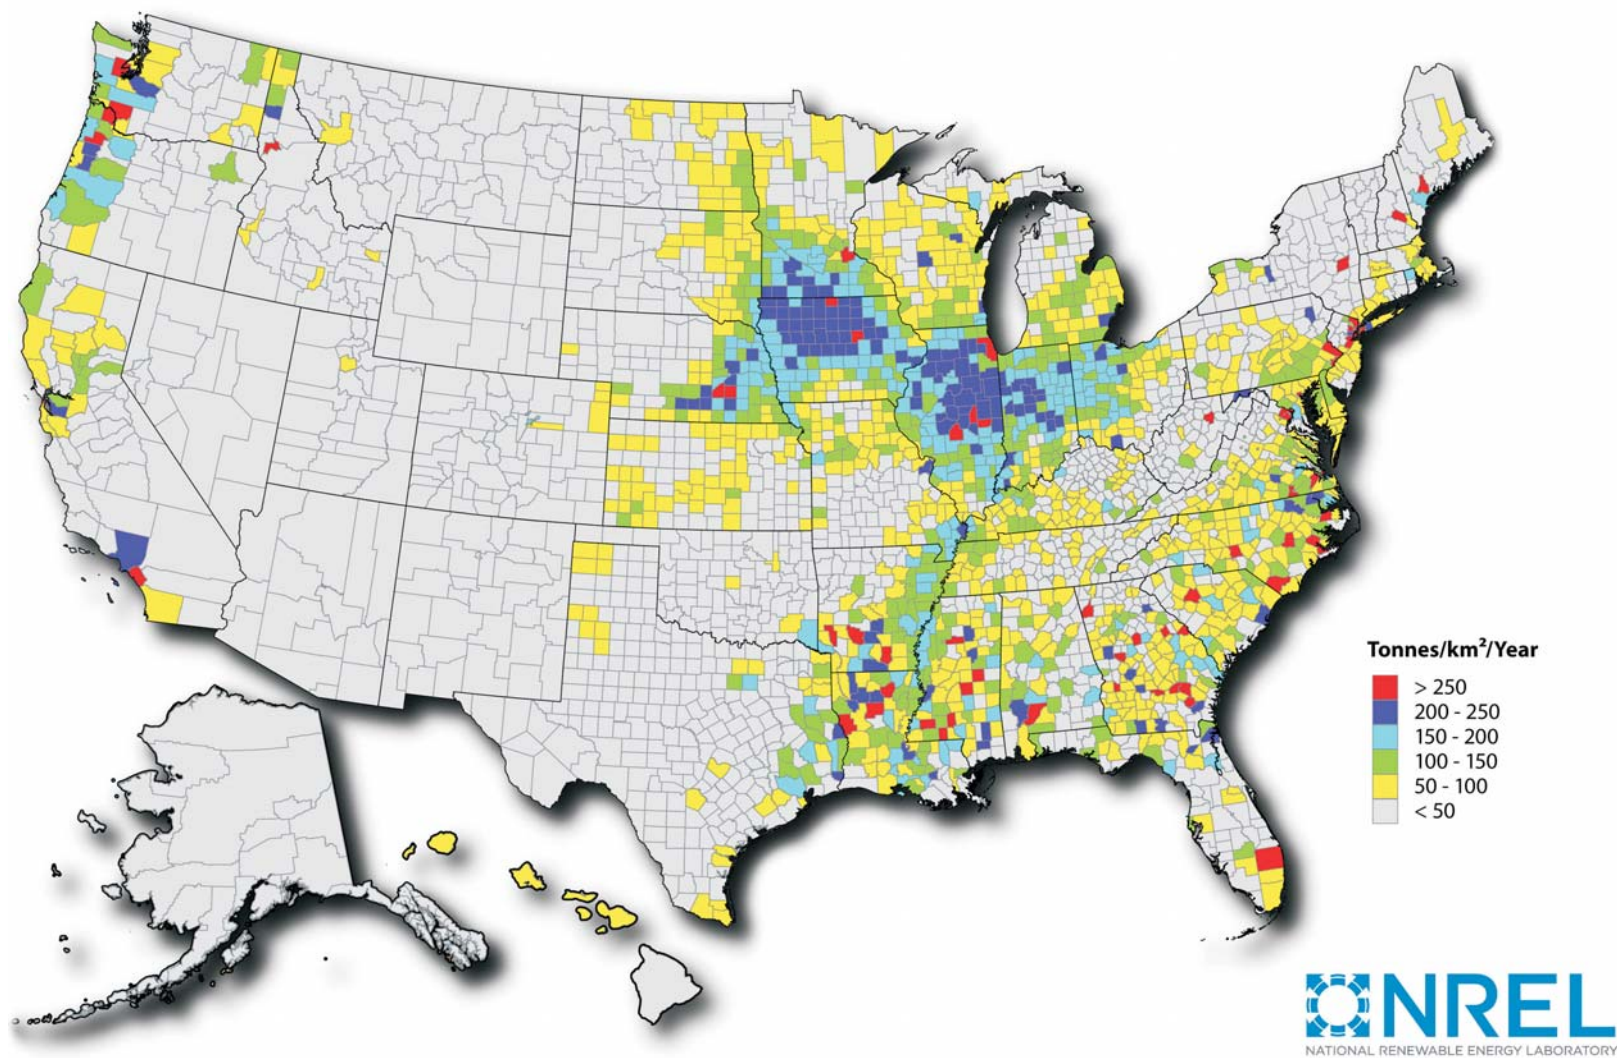 Tonnes/km²/Year
> 250
200 - 250
150 - 200
100 - 150
50 - 100
< 50
NREL
NATIONAL RENEWABLE ENERGY LABORATORY